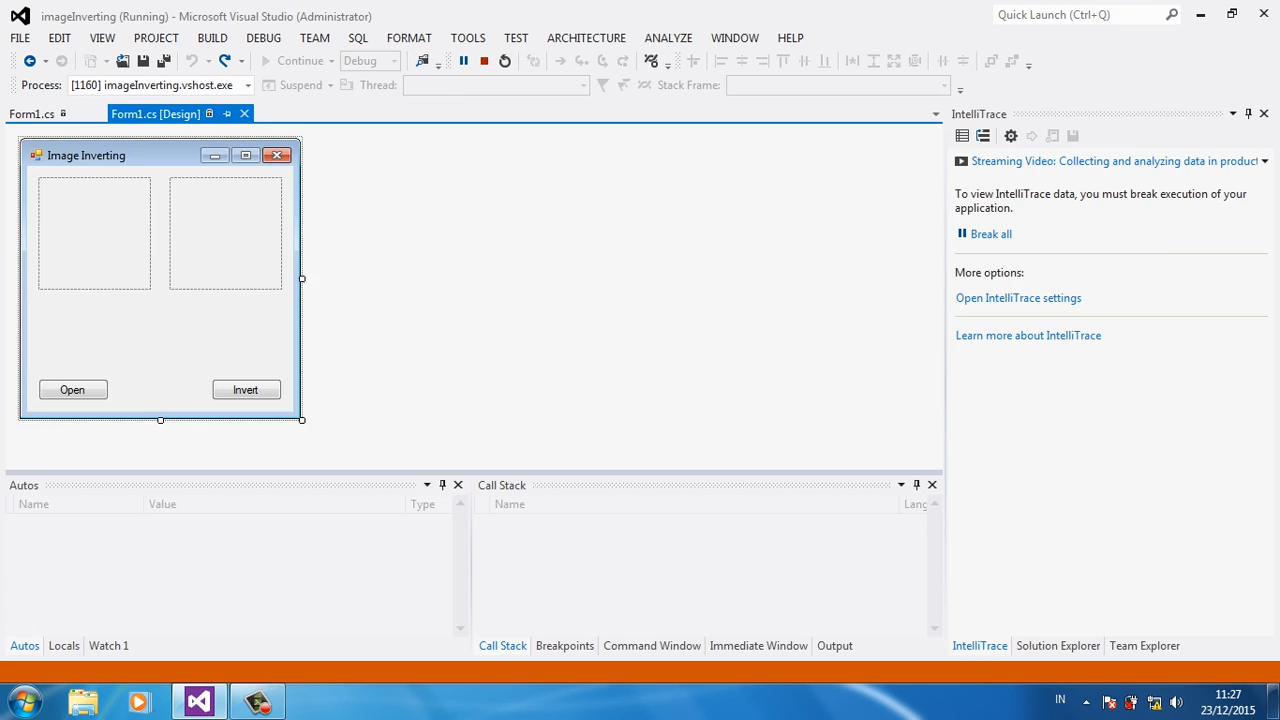 imageInverting (Running) - Microsoft Visual Studio (Administrator)
Quick Launch (Ctrl+Q)
FILE EDIT VIEW PROJECT BUILD DEBUG TEAM SQL FORMAT TOOLS TEST ARCHITECTURE ANALYZE WINDOW HELP
Continue Debug
Process: [1160] imageInverting.vshost.exe Suspend Thread: Stack Frame:
Form1.cs Form1.cs [Design]
IntelliTrace
Image Inverting
Streaming Video: Collecting and analyzing data in product
To view IntelliTrace data, you must break execution of your
application.
Break all
More options:
Open IntelliTrace settings
Learn more about IntelliTrace
Open Invert
Autos
Name Value Type
Call Stack
Name Lang
Autos Locals Watch 1
Call Stack Breakpoints Command Window Immediate Window Output
IntelliTrace Solution Explorer Team Explorer
IN
11:27
23/12/2015